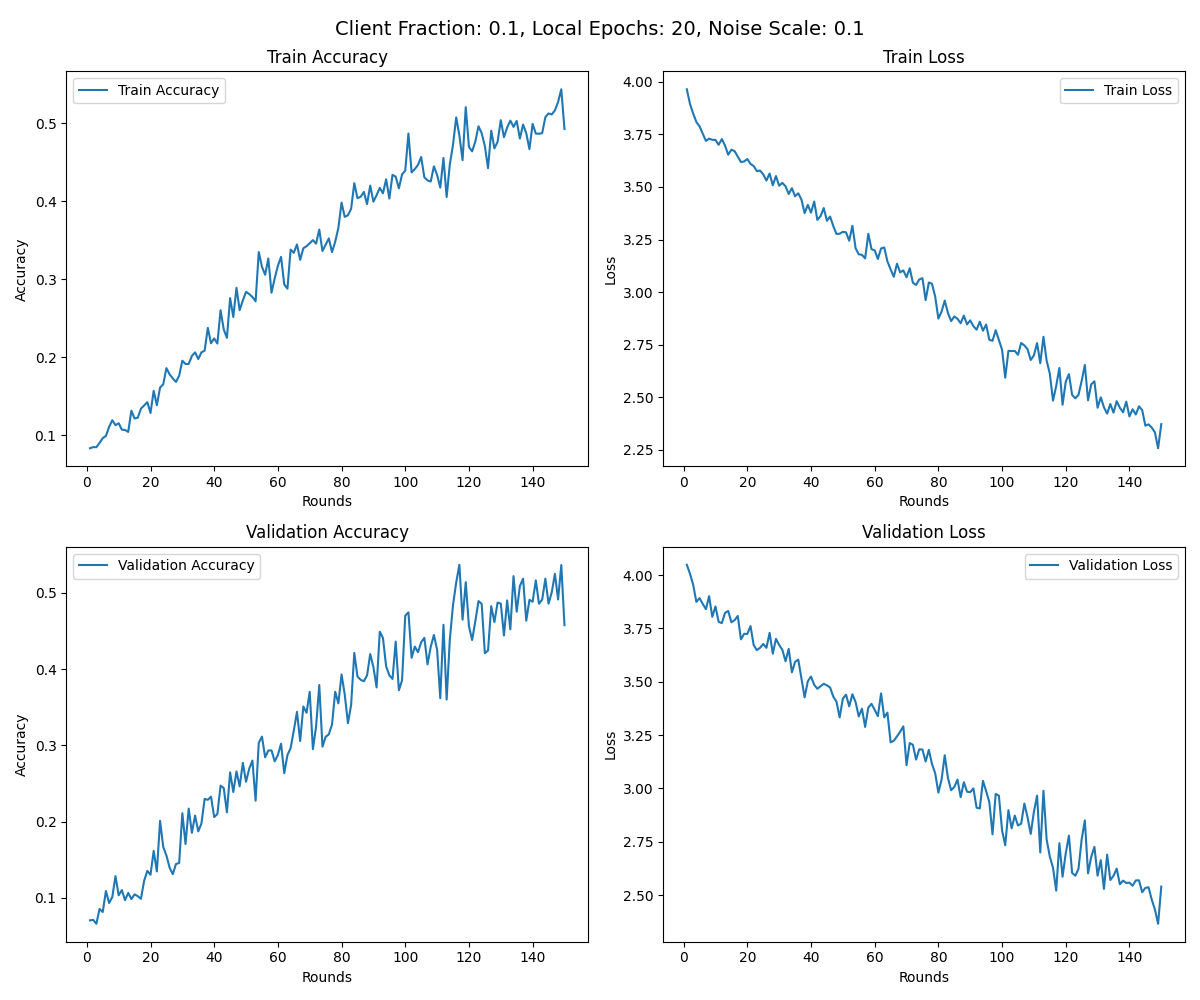 Client Fraction: 0.1, Local Epochs: 20, Noise Scale: 0.1
Train Accuracy
Train Accuracy
0.5
0.4
0.3
0.2
0.1
Accuracy
0 20 40 60 80 100 120 140
Rounds
Train Loss
Train Loss
4.00
3.75
3.50
3.25
3.00
2.75
2.50
2.25
Loss
0 20 40 60 80 100 120 140
Rounds
Validation Accuracy
Validation Accuracy
0.5
0.4
0.3
0.2
0.1
Accuracy
0 20 40 60 80 100 120 140
Rounds
Validation Loss
Validation Loss
4.00
3.75
3.50
3.25
3.00
2.75
2.50
Loss
0 20 40 60 80 100 120 140
Rounds